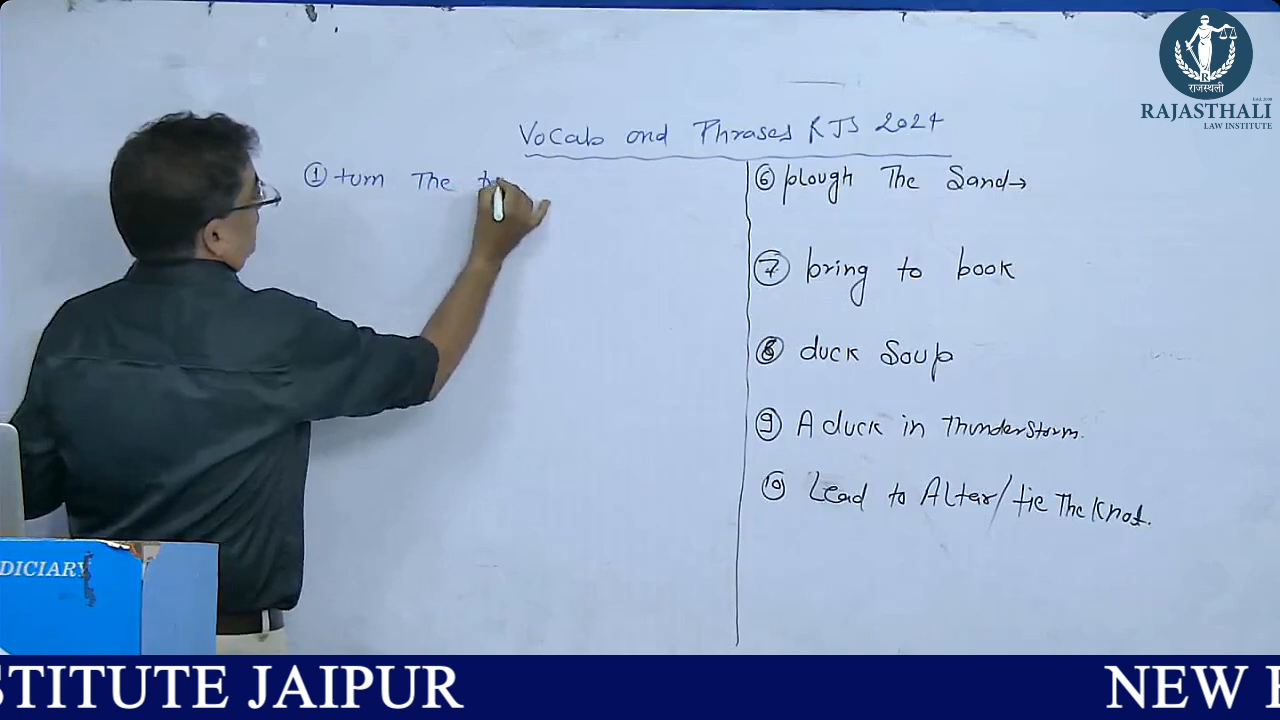 Vocab and Phrases RJS 2024
① turn The
⑥ plough The Sand→
⑦ bring to book
⑧ duck Soup
⑨ A duck in Thunderstorm.
⑩ Lead to Alter/tie The Knot.
राजस्थली
RAJASTHALI
LAW INSTITUTE
DICIARY
STITUTE JAIPUR
NEW